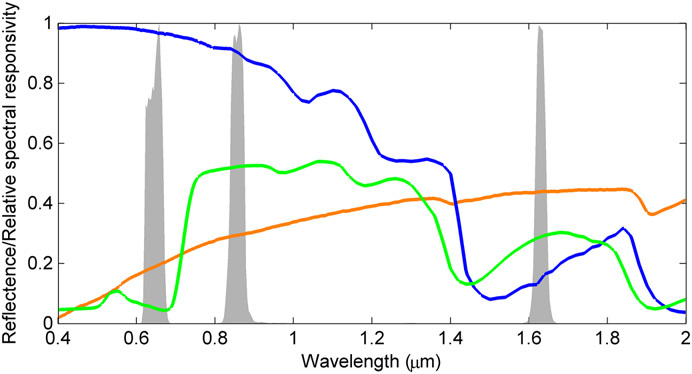 Reflectence/Relative spectral responsivity
1
0.8
0.6
0.4
0.2
0
0.4 0.6 0.8 1 1.2 1.4 1.6 1.8 2
Wavelength (μm)